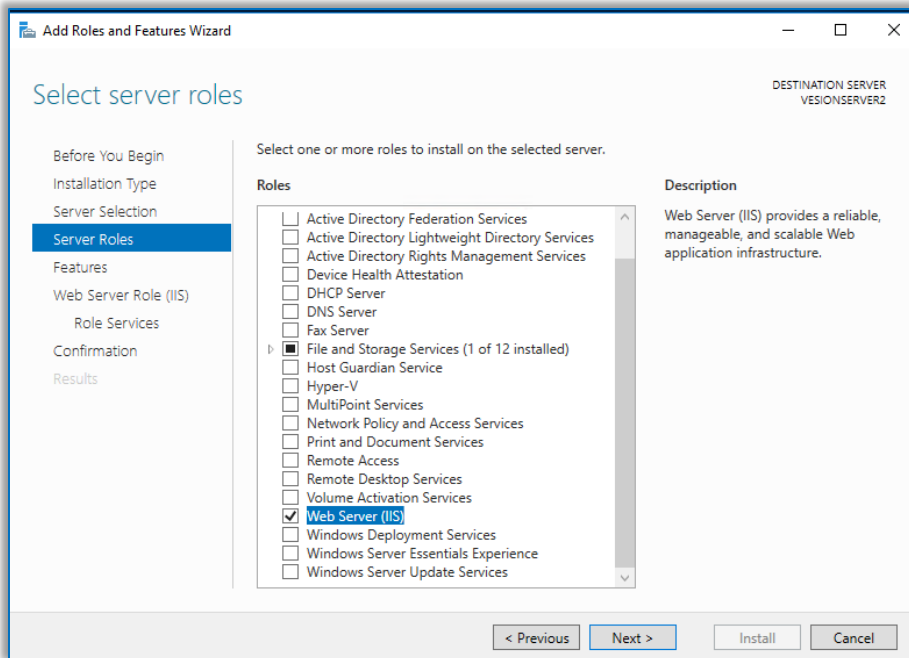 Add Roles and Features Wizard
Select server roles
DESTINATION SERVER
VESIONSERVER2
Before You Begin
Installation Type
Server Selection
Server Roles
Features
Web Server Role (IIS)
Role Services
Confirmation
Results
Select one or more roles to install on the selected server.
Roles
Active Directory Federation Services
Active Directory Lightweight Directory Services
Active Directory Rights Management Services
Device Health Attestation
DHCP Server
DNS Server
Fax Server
File and Storage Services (1 of 12 installed)
Host Guardian Service
Hyper-V
MultiPoint Services
Network Policy and Access Services
Print and Document Services
Remote Access
Remote Desktop Services
Volume Activation Services
Web Server (IIS)
Windows Deployment Services
Windows Server Essentials Experience
Windows Server Update Services
Description
Web Server (IIS) provides a reliable,
manageable, and scalable Web
application infrastructure.
< Previous
Next >
Install
Cancel